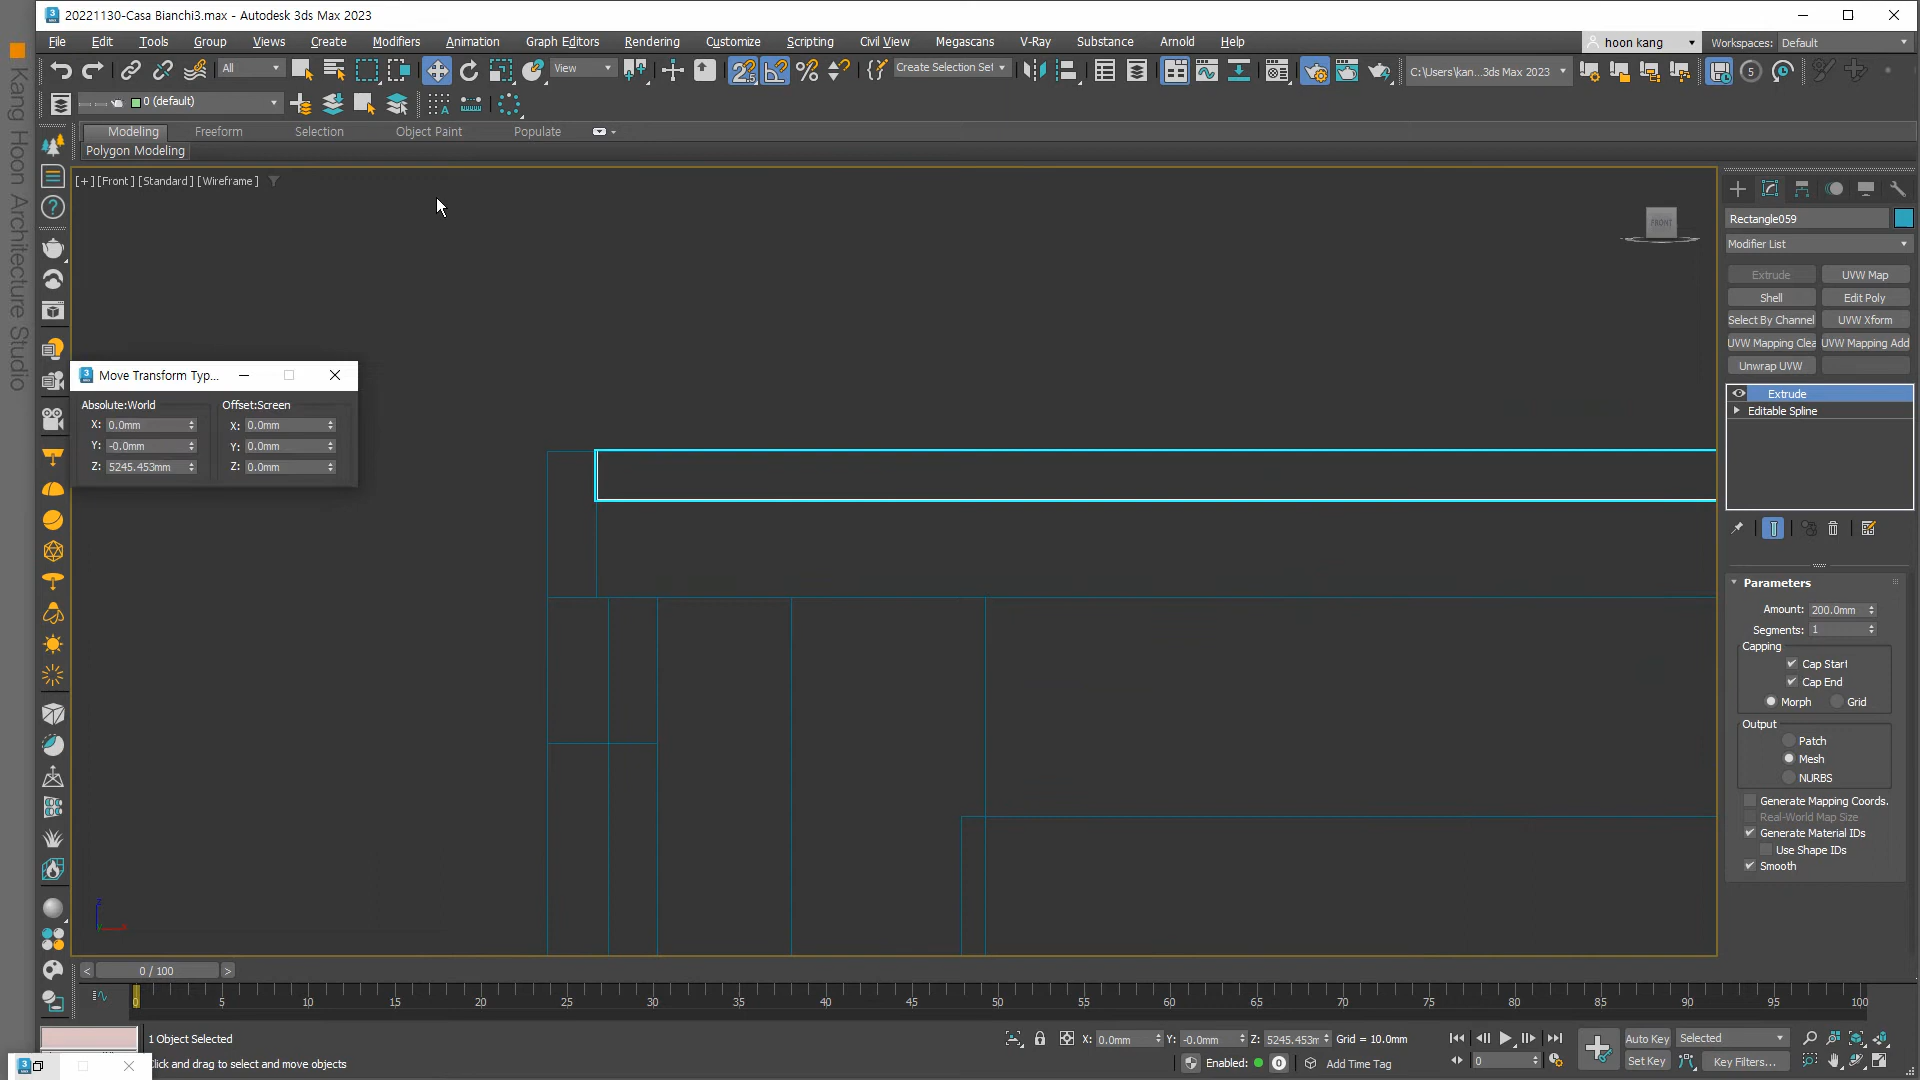 20221130-Casa Bianchi3.max - Autodesk 3ds Max 2023
File Edit Tools Group Views Create Modifiers Animation Graph Editors Rendering Customize Scripting Civil View Megascans V-Ray Substance Arnold Help
hoon kang
Workspaces: Default
All
View
Create Selection Set
C:\Users\kan...3ds Max 2023
0 (default)
Modeling Freeform Selection Object Paint Populate
Polygon Modeling
Kang Hoon Architecture Studio
[+] [Front] [Standard] [Wireframe]
FRONT
Move Transform Typ...
Absolute:World
X: 0.0mm
Y: -0.0mm
Z: 5245.453mm
Offset:Screen
X: 0.0mm
Y: 0.0mm
Z: 0.0mm
Rectangle059
Modifier List
Extrude UVW Map
Shell Edit Poly
Select By Channel UVW Xform
UVW Mapping Clea UVW Mapping Add
Unwrap UVW
Extrude
Editable Spline
Parameters
Amount: 200.0mm
Segments: 1
Capping
Cap Start
Cap End
Morph Grid
Output
Patch
Mesh
NURBS
Generate Mapping Coords.
Real-World Map Size
Generate Material IDs
Use Shape IDs
Smooth
< 0 / 100 >
0 5 10 15 20 25 30 35 40 45 50 55 60 65 70 75 80 85 90 95 100
1 Object Selected
X: 0.0mm Y: -0.0mm Z: 5245.453m Grid = 10.0mm
Auto Key Selected
lick and drag to select and move objects
Enabled: 0 Add Time Tag
0
Set Key Key Filters...